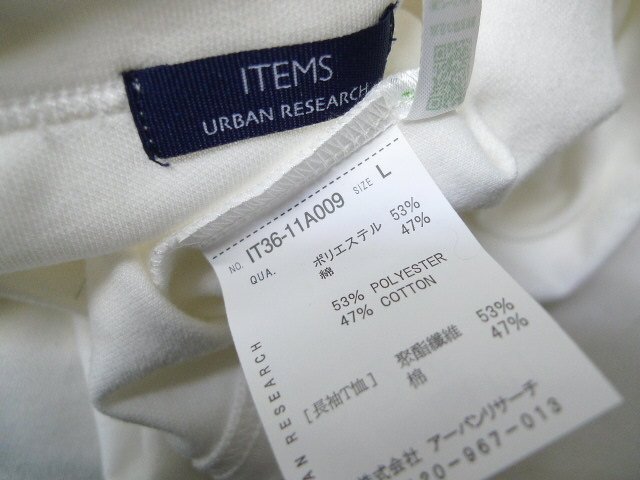 ITEMS
URBAN RESEARCH
NO. IT36-11A009 SIZE L
QUA. ポリエステル 53%
綿 47%
53% POLYESTER
47% COTTON
聚酯纖維 53%
[長袖T恤] 棉 47%
AN RESEARCH
株式会社 アーバンリサーチ
20-967-013